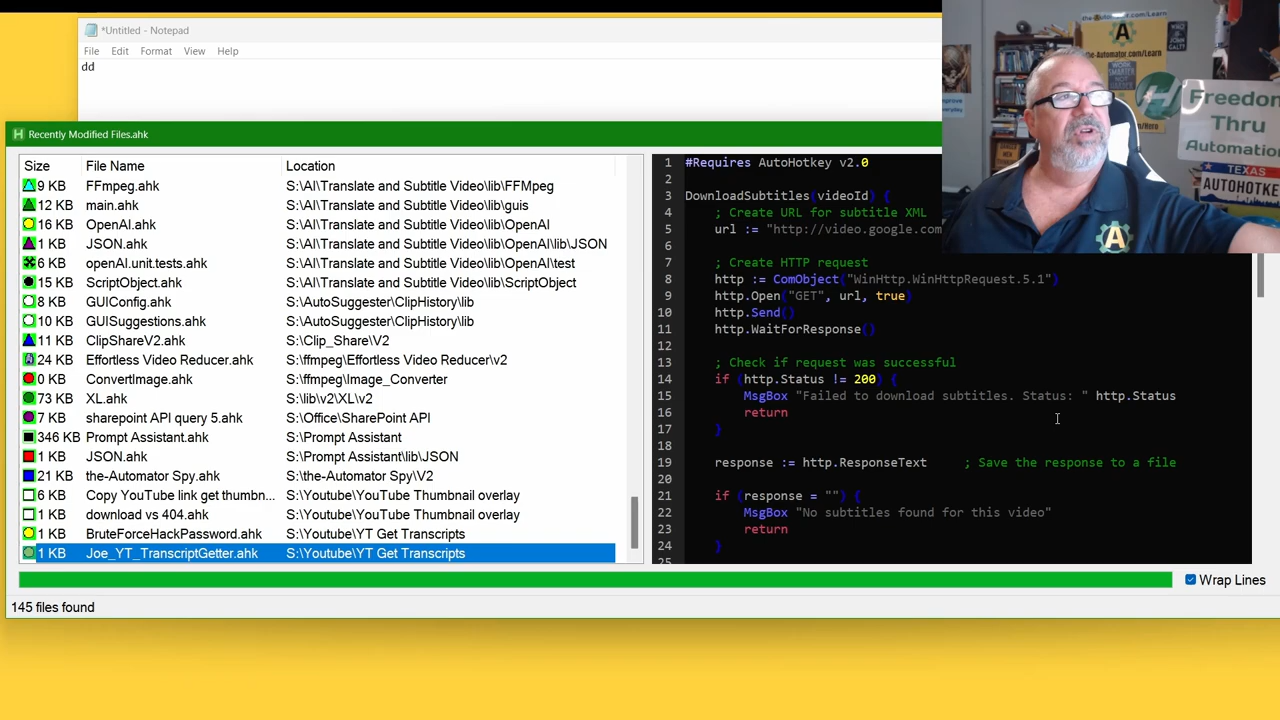 *Untitled - Notepad
File Edit Format View Help
dd
the-Automator.com/Learn
WORK SMARTER NOT HARDER
WHO IS JOHN GALT?
Freedom
Thru
Automation
TEXAS
AUTOHOTKEY
A
Recently Modified Files.ahk
Size File Name Location
9 KB FFmpeg.ahk S:\AI\Translate and Subtitle Video\lib\FFMpeg
12 KB main.ahk S:\AI\Translate and Subtitle Video\lib\guis
16 KB OpenAI.ahk S:\AI\Translate and Subtitle Video\lib\OpenAI
1 KB JSON.ahk S:\AI\Translate and Subtitle Video\lib\OpenAI\lib\JSON
6 KB openAI.unit.tests.ahk S:\AI\Translate and Subtitle Video\lib\OpenAI\test
15 KB ScriptObject.ahk S:\AI\Translate and Subtitle Video\lib\ScriptObject
8 KB GUIConfig.ahk S:\AutoSuggester\ClipHistory\lib
10 KB GUISuggestions.ahk S:\AutoSuggester\ClipHistory\lib
11 KB ClipShareV2.ahk S:\Clip_Share\V2
24 KB Effortless Video Reducer.ahk S:\ffmpeg\Effortless Video Reducer\v2
0 KB ConvertImage.ahk S:\ffmpeg\Image_Converter
73 KB XL.ahk S:\lib\v2\XL\v2
7 KB sharepoint API query 5.ahk S:\Office\SharePoint API
346 KB Prompt Assistant.ahk S:\Prompt Assistant
1 KB JSON.ahk S:\Prompt Assistant\lib\JSON
21 KB the-Automator Spy.ahk S:\the-Automator Spy\V2
6 KB Copy YouTube link get thumbn... S:\Youtube\YouTube Thumbnail overlay
1 KB download vs 404.ahk S:\Youtube\YouTube Thumbnail overlay
1 KB BruteForceHackPassword.ahk S:\Youtube\YT Get Transcripts
1 KB Joe_YT_TranscriptGetter.ahk S:\Youtube\YT Get Transcripts
1 #Requires AutoHotkey v2.0
2
3 DownloadSubtitles(videoId) {
4 ; Create URL for subtitle XML
5 url := "http://video.google.com
6
7 ; Create HTTP request
8 http := ComObject("WinHttp.WinHttpRequest.5.1")
9 http.Open("GET", url, true)
10 http.Send()
11 http.WaitForResponse()
12
13 ; Check if request was successful
14 if (http.Status != 200) {
15 MsgBox "Failed to download subtitles. Status: " http.Status
16 return
17 }
18
19 response := http.ResponseText ; Save the response to a file
20
21 if (response = "") {
22 MsgBox "No subtitles found for this video"
23 return
24 }
25
Wrap Lines
145 files found